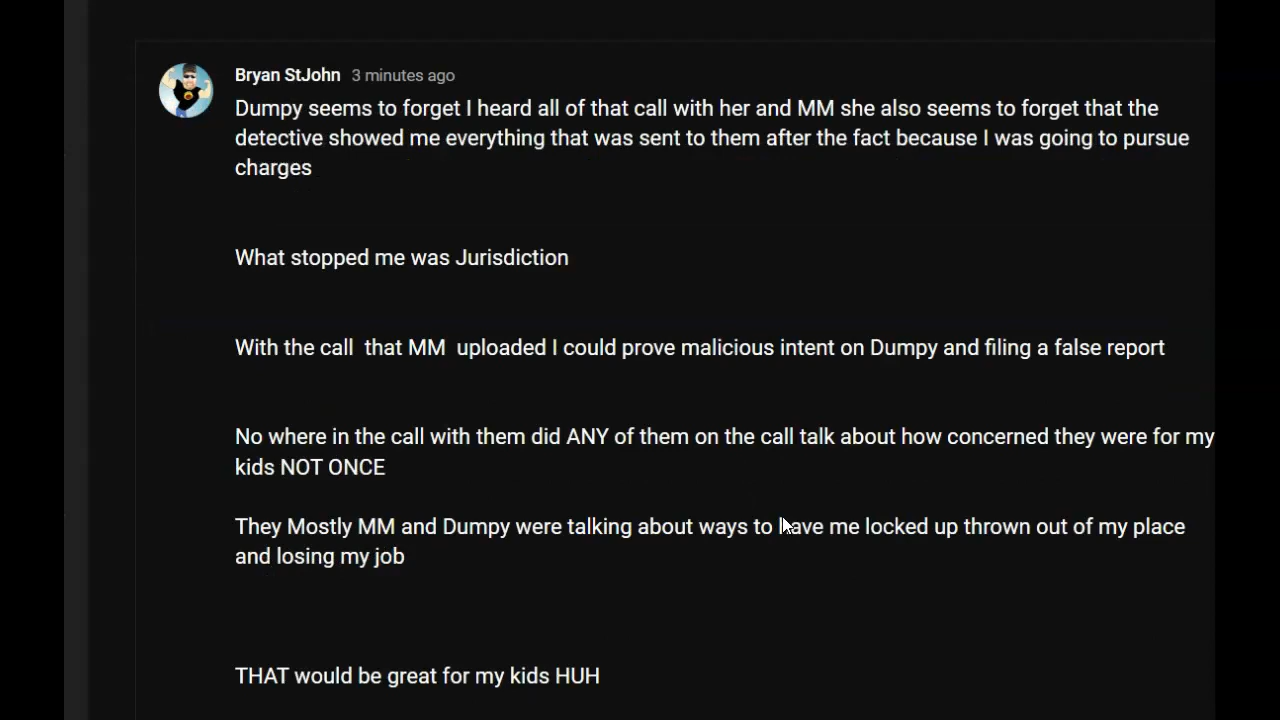 Bryan StJohn 3 minutes ago
Dumpy seems to forget I heard all of that call with her and MM she also seems to forget that the
detective showed me everything that was sent to them after the fact because I was going to pursue
charges
What stopped me was Jurisdiction
With the call  that MM  uploaded I could prove malicious intent on Dumpy and filing a false report
No where in the call with them did ANY of them on the call talk about how concerned they were for my
kids NOT ONCE
They Mostly MM and Dumpy were talking about ways to have me locked up thrown out of my place
and losing my job
THAT would be great for my kids HUH